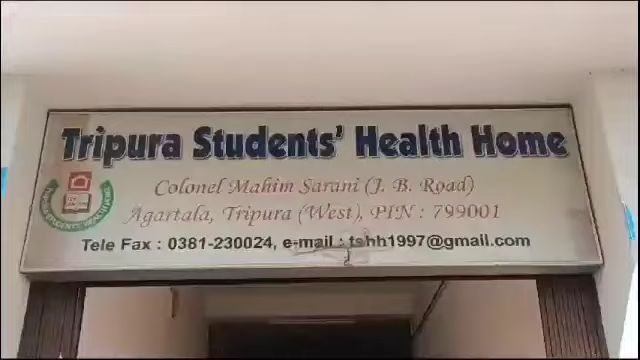 Tripura Students' Health Home
Colonel Mahim Sarani (J. B. Road)
Agartala, Tripura (West), PIN : 799001
Tele Fax : 0381-230024, e-mail : tshh1997@gmail.com